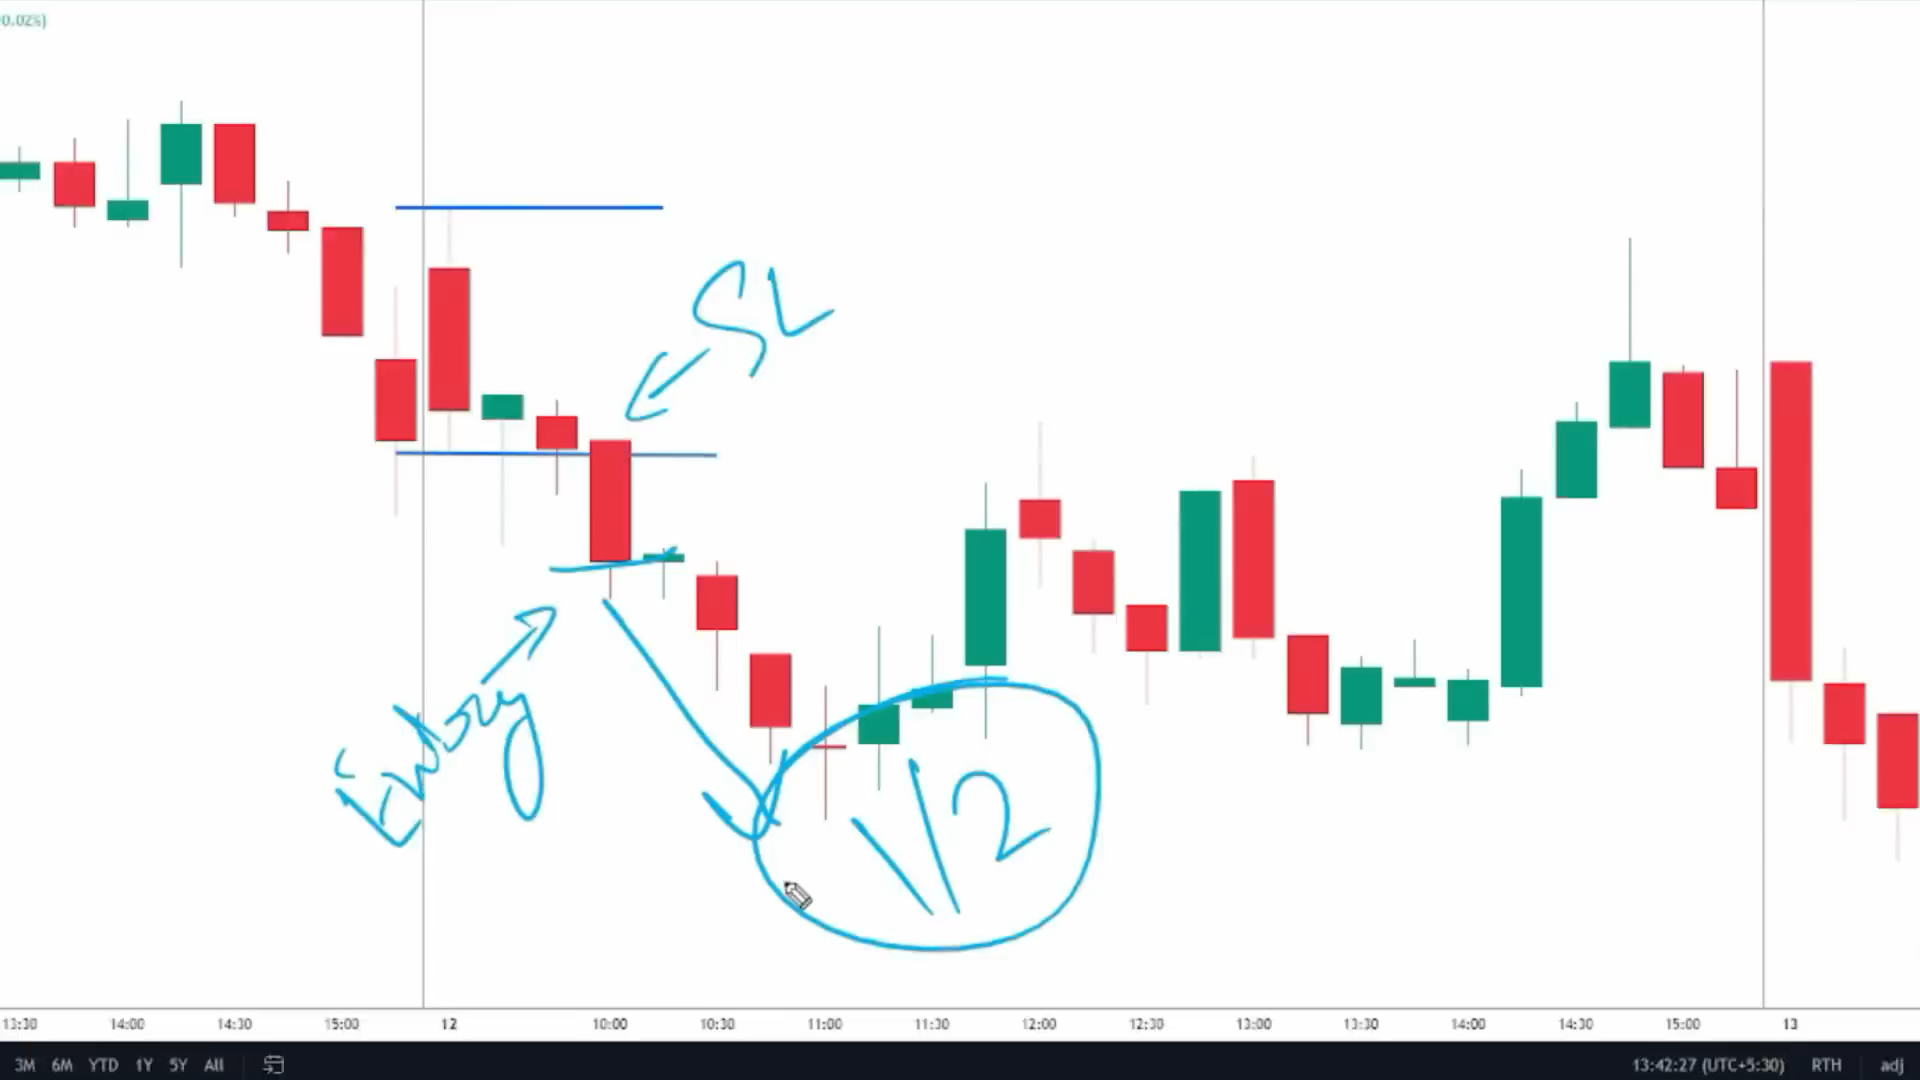 0.02%)
SL
Entry
1/2
13:30 14:00 14:30 15:00 12 10:00 10:30 11:00 11:30 12:00 12:30 13:00 13:30 14:00 14:30 15:00 13
3M 6M YTD 1Y 5Y All 13:42:27 (UTC+5:30) RTH adj